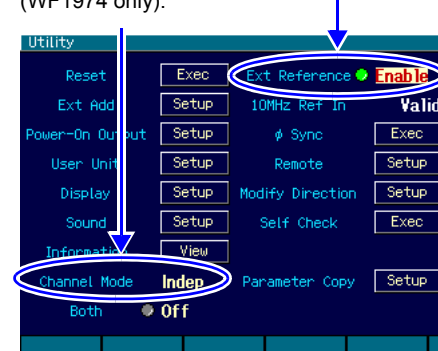 (WF1974 only).
Utility
Reset Exec Ext Reference Enable
Ext Add Setup 10MHz Ref In Valid
Power-On Output Setup ϕ Sync Exec
User Unit Setup Remote Setup
Display Setup Modify Direction Setup
Sound Setup Self Check Exec
Information View
Channel Mode Indep Parameter Copy Setup
Both Off